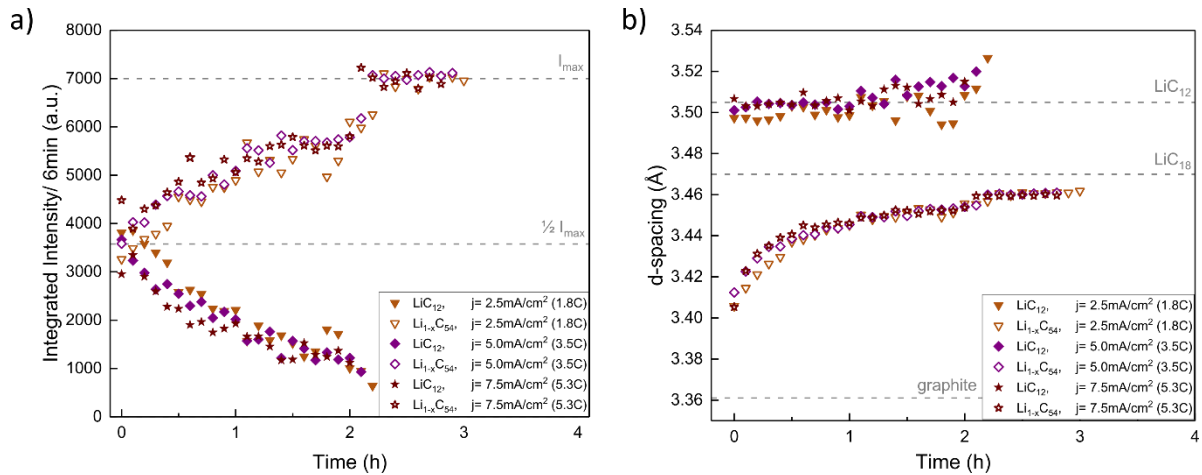 a)
8000
7000
6000
5000
4000
3000
2000
1000
0
Integrated Intensity/ 6min (a.u.)
I_max
½ I_max
LiC₁₂, j= 2.5mA/cm² (1.8C)
Li₁₋ₓC₅₄, j= 2.5mA/cm² (1.8C)
LiC₁₂, j= 5.0mA/cm² (3.5C)
Li₁₋ₓC₅₄, j= 5.0mA/cm² (3.5C)
LiC₁₂, j= 7.5mA/cm² (5.3C)
Li₁₋ₓC₅₄, j= 7.5mA/cm² (5.3C)
0 1 2 3 4
Time (h)
b)
3.54
3.52
3.50
3.48
3.46
3.44
3.42
3.40
3.38
3.36
d-spacing (Å)
LiC₁₂
LiC₁₈
graphite
LiC₁₂, j= 2.5mA/cm² (1.8C)
Li₁₋ₓC₅₄, j= 2.5mA/cm² (1.8C)
LiC₁₂, j= 5.0mA/cm² (3.5C)
Li₁₋ₓC₅₄, j= 5.0mA/cm² (3.5C)
LiC₁₂, j= 7.5mA/cm² (5.3C)
Li₁₋ₓC₅₄, j= 7.5mA/cm² (5.3C)
0 1 2 3 4
Time (h)